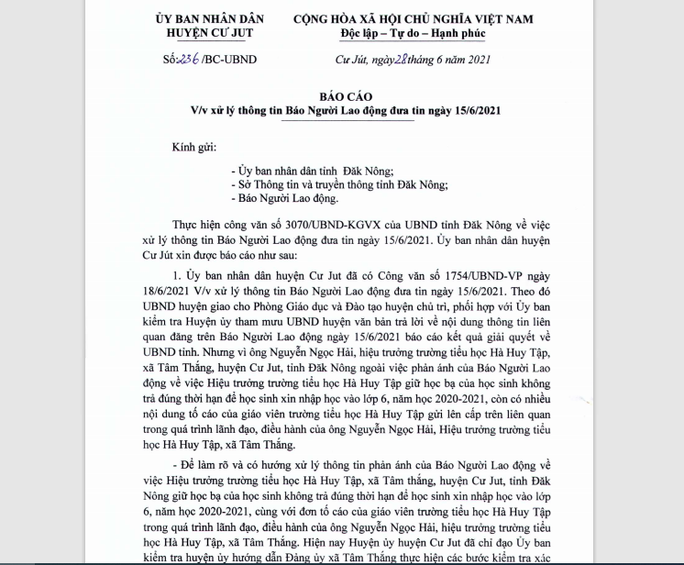 ỦY BAN NHÂN DÂN
HUYỆN CƯ JUT
CỘNG HÒA XÃ HỘI CHỦ NGHĨA VIỆT NAM
Độc lập – Tự do – Hạnh phúc
Số:236/BC-UBND
Cư Jút, ngày28tháng 6 năm 2021
BÁO CÁO
V/v xử lý thông tin Báo Người Lao động đưa tin ngày 15/6/2021
Kính gửi:
- Ủy ban nhân dân tỉnh Đăk Nông;
- Sở Thông tin và truyền thông tỉnh Đăk Nông;
- Báo Người Lao động.
Thực hiện công văn số 3070/UBND-KGVX của UBND tỉnh Đăk Nông về việc
xử lý thông tin Báo Người Lao động đưa tin ngày 15/6/2021. Ủy ban nhân dân huyện
Cư Jút xin được báo cáo như sau:
1. Ủy ban nhân dân huyện Cư Jut đã có Công văn số 1754/UBND-VP ngày
18/6/2021 V/v xử lý thông tin Báo Người Lao động đưa tin ngày 15/6/2021. Theo đó
UBND huyện giao cho Phòng Giáo dục và Đào tạo huyện chủ trì, phối hợp với Ủy ban
kiểm tra Huyện ủy tham mưu UBND huyện văn bản trả lời về nội dung thông tin liên
quan đăng trên Báo Người Lao động ngày 15/6/2021 báo cáo kết quả giải quyết về
UBND tỉnh. Nhưng vì ông Nguyễn Ngọc Hải, hiệu trưởng trường tiểu học Hà Huy Tập,
xã Tâm Thắng, huyện Cư Jut, tỉnh Đăk Nông ngoài việc phản ánh của Báo Người Lao
động về việc Hiệu trưởng trường tiểu học Hà Huy Tập giữ học bạ của học sinh không
trả đúng thời hạn để học sinh xin nhập học vào lớp 6, năm học 2020-2021, còn có nhiều
nội dung tố cáo của giáo viên trường tiểu học Hà Huy Tập gửi lên cấp trên liên quan
trong quá trình lãnh đạo, điều hành của ông Nguyễn Ngọc Hải, Hiệu trưởng trường tiểu
học Hà Huy Tập, xã Tâm Thắng.
- Để làm rõ và có hướng xử lý thông tin phản ánh của Báo Người Lao động về
việc Hiệu trưởng trường tiểu học Hà Huy Tập, xã Tâm thắng, huyện Cư Jut, tỉnh Đăk
Nông giữ học bạ của học sinh không trả đúng thời hạn để học sinh xin nhập học vào lớp
6, năm học 2020-2021, cùng với đơn tố cáo của giáo viên trường tiểu học Hà Huy Tập
trong quá trình lãnh đạo, điều hành của ông Nguyễn Ngọc Hải, hiệu trưởng trường tiểu
học Hà Huy Tập, xã Tâm Thắng. Hiện nay Huyện ủy huyện Cư Jut đã chỉ đạo Ủy ban
kiểm tra huyện ủy hướng dẫn Đảng ủy xã Tâm Thắng thực hiện các bước kiểm tra xác